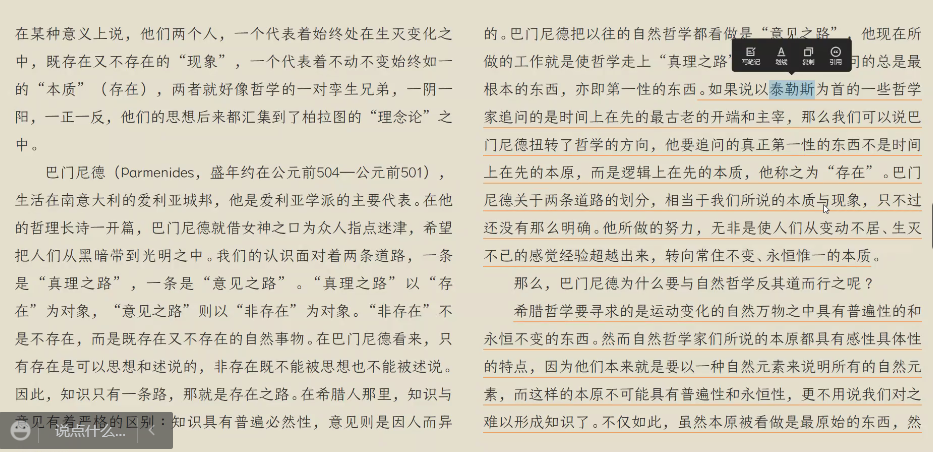 在某种意义上说，他们两个人，一个代表着始终处在生灭变化之
中，既存在又不存在的“现象”，一个代表着不动不变始终如一
的“本质”（存在），两者就好像哲学的一对孪生兄弟，一阴一
阳，一正一反，他们的思想后来都汇集到了柏拉图的“理念论”之
中。
巴门尼德（Parmenides，盛年约在公元前504—公元前501），
生活在南意大利的爱利亚城邦，他是爱利亚学派的主要代表。在他
的哲理长诗一开篇，巴门尼德就借女神之口为众人指点迷津，希望
把人们从黑暗带到光明之中。我们的认识面对着两条道路，一条
是“真理之路”，一条是“意见之路”。“真理之路”以“存
在”为对象，“意见之路”则以“非存在”为对象。“非存在”不
是不存在，而是既存在又不存在的自然事物。在巴门尼德看来，只
有存在是可以思想和述说的，非存在既不能被思想也不能被述说。
因此，知识只有一条路，那就是存在之路。在希腊人那里，知识与
意见有着严格的区别：知识具有普遍必然性，意见则是因人而异
说点什么...
的。巴门尼德把以往的自然哲学都看做是“意见之路”，他现在所
做的工作就是使哲学走上“真理之路”
问的总是最
写笔记 划线 复制 引用
根本的东西，亦即第一性的东西。如果说以泰勒斯为首的一些哲学
家追问的是时间上在先的最古老的开端和主宰，那么我们可以说巴
门尼德扭转了哲学的方向，他要追问的真正第一性的东西不是时间
上在先的本原，而是逻辑上在先的本质，他称之为“存在”。巴门
尼德关于两条道路的划分，相当于我们所说的本质与现象，只不过
还没有那么明确。他所做的努力，无非是使人们从变动不居、生灭
不已的感觉经验超越出来，转向常住不变、永恒惟一的本质。
那么，巴门尼德为什么要与自然哲学反其道而行之呢？
希腊哲学要寻求的是运动变化的自然万物之中具有普遍性的和
永恒不变的东西。然而自然哲学家们所说的本原都具有感性具体性
的特点，因为他们本来就是要以一种自然元素来说明所有的自然元
素，而这样的本原不可能具有普遍性和永恒性，更不用说我们对之
难以形成知识了。不仅如此，虽然本原被看做是最原始的东西，然